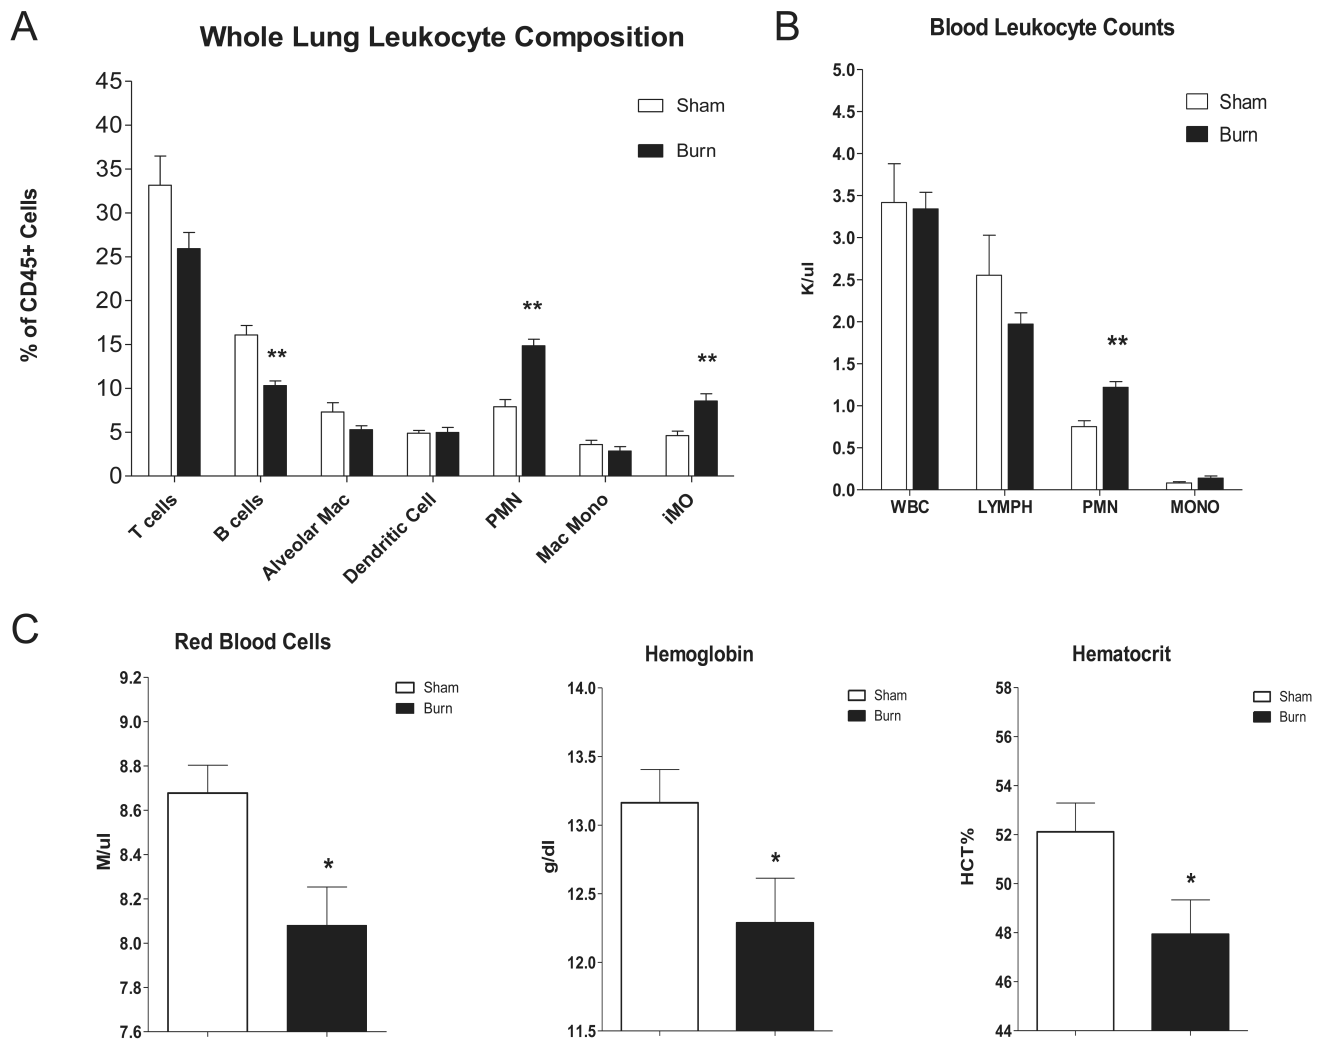 A
Whole Lung Leukocyte Composition
% of CD45+ Cells
45
40
35
30
25
20
15
10
5
0
Sham
Burn
**
**
**
T cells
B cells
Alveolar Mac
Dendritic Cell
PMN
Mac Mono
iMO
B
Blood Leukocyte Counts
K/ul
5.0
4.5
4.0
3.5
3.0
2.5
2.0
1.5
1.0
0.5
0.0
Sham
Burn
**
WBC
LYMPH
PMN
MONO
C
Red Blood Cells
M/ul
9.2
9.0
8.8
8.6
8.4
8.2
8.0
7.8
7.6
Sham
Burn
*
Hemoglobin
g/dl
14.0
13.5
13.0
12.5
12.0
11.5
Sham
Burn
*
Hematocrit
HCT%
58
56
54
52
50
48
46
44
Sham
Burn
*